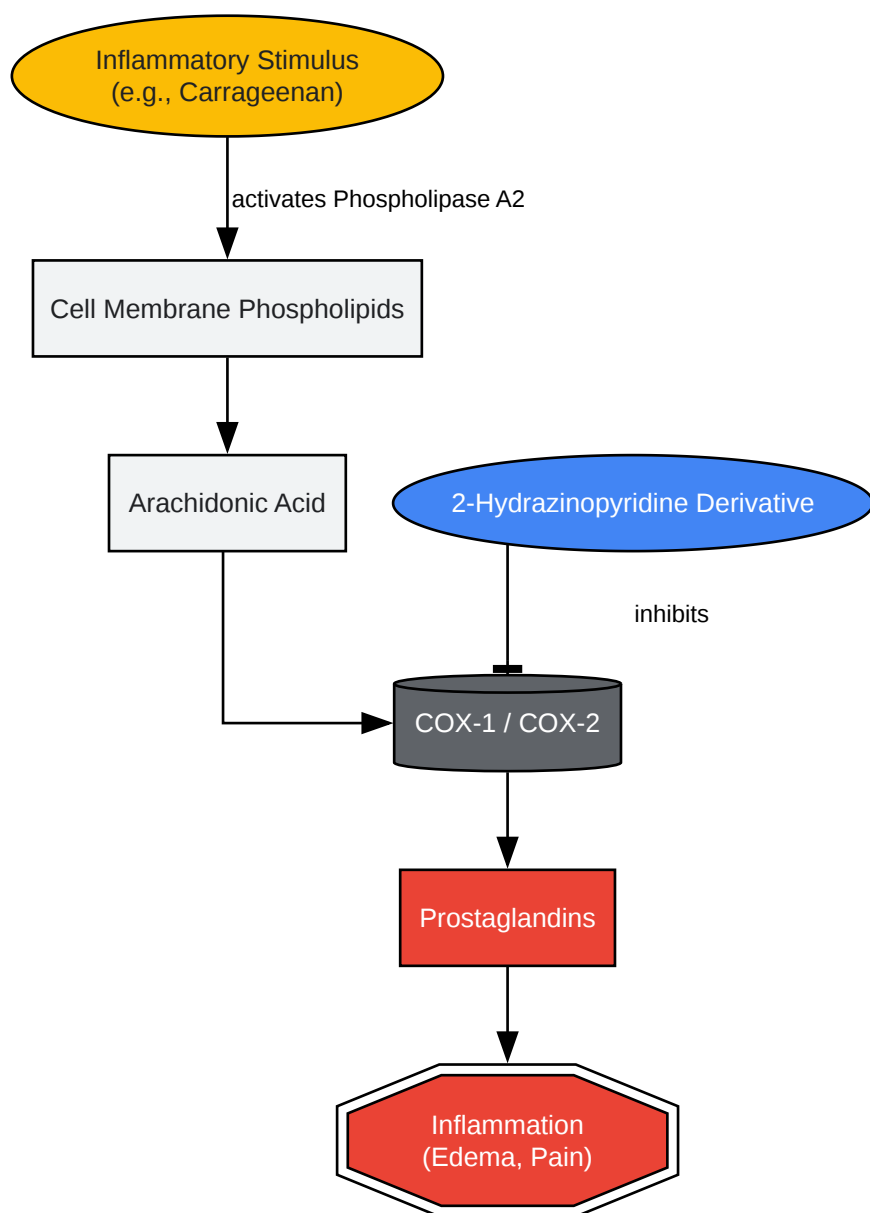 Inflammatory Stimulus
(e.g., Carrageenan)
activates Phospholipase A2
Cell Membrane Phospholipids
Arachidonic Acid
2-Hydrazinopyridine Derivative
inhibits
COX-1 / COX-2
Prostaglandins
Inflammation
(Edema, Pain)